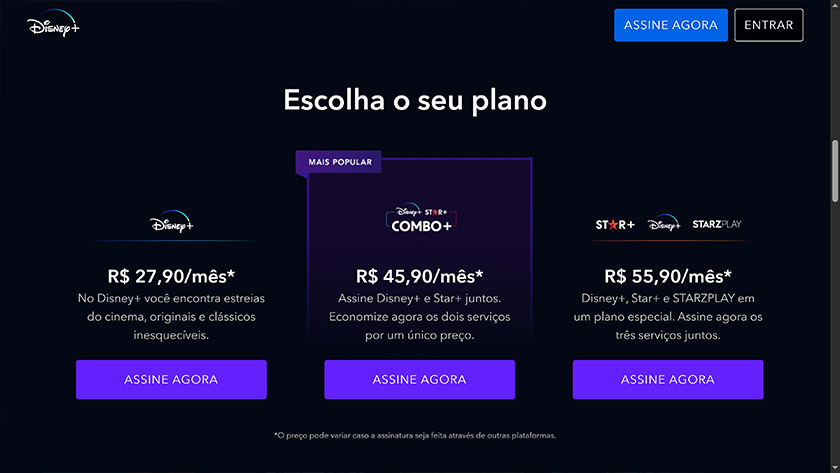 Disney+
ASSINE AGORA
ENTRAR
Escolha o seu plano
MAIS POPULAR
Disney+
R$ 27,90/mês*
No Disney+ você encontra estreias
do cinema, originais e clássicos
inesquecíveis.
ASSINE AGORA
Disney+ STAR+
COMBO+
R$ 45,90/mês*
Assine Disney+ e Star+ juntos.
Economize agora os dois serviços
por um único preço.
ASSINE AGORA
STAR+ Disney+ STARZPLAY
R$ 55,90/mês*
Disney+, Star+ e STARZPLAY em
um plano especial. Assine agora os
três serviços juntos.
ASSINE AGORA
*O preço pode variar caso a assinatura seja feita através de outras plataformas.